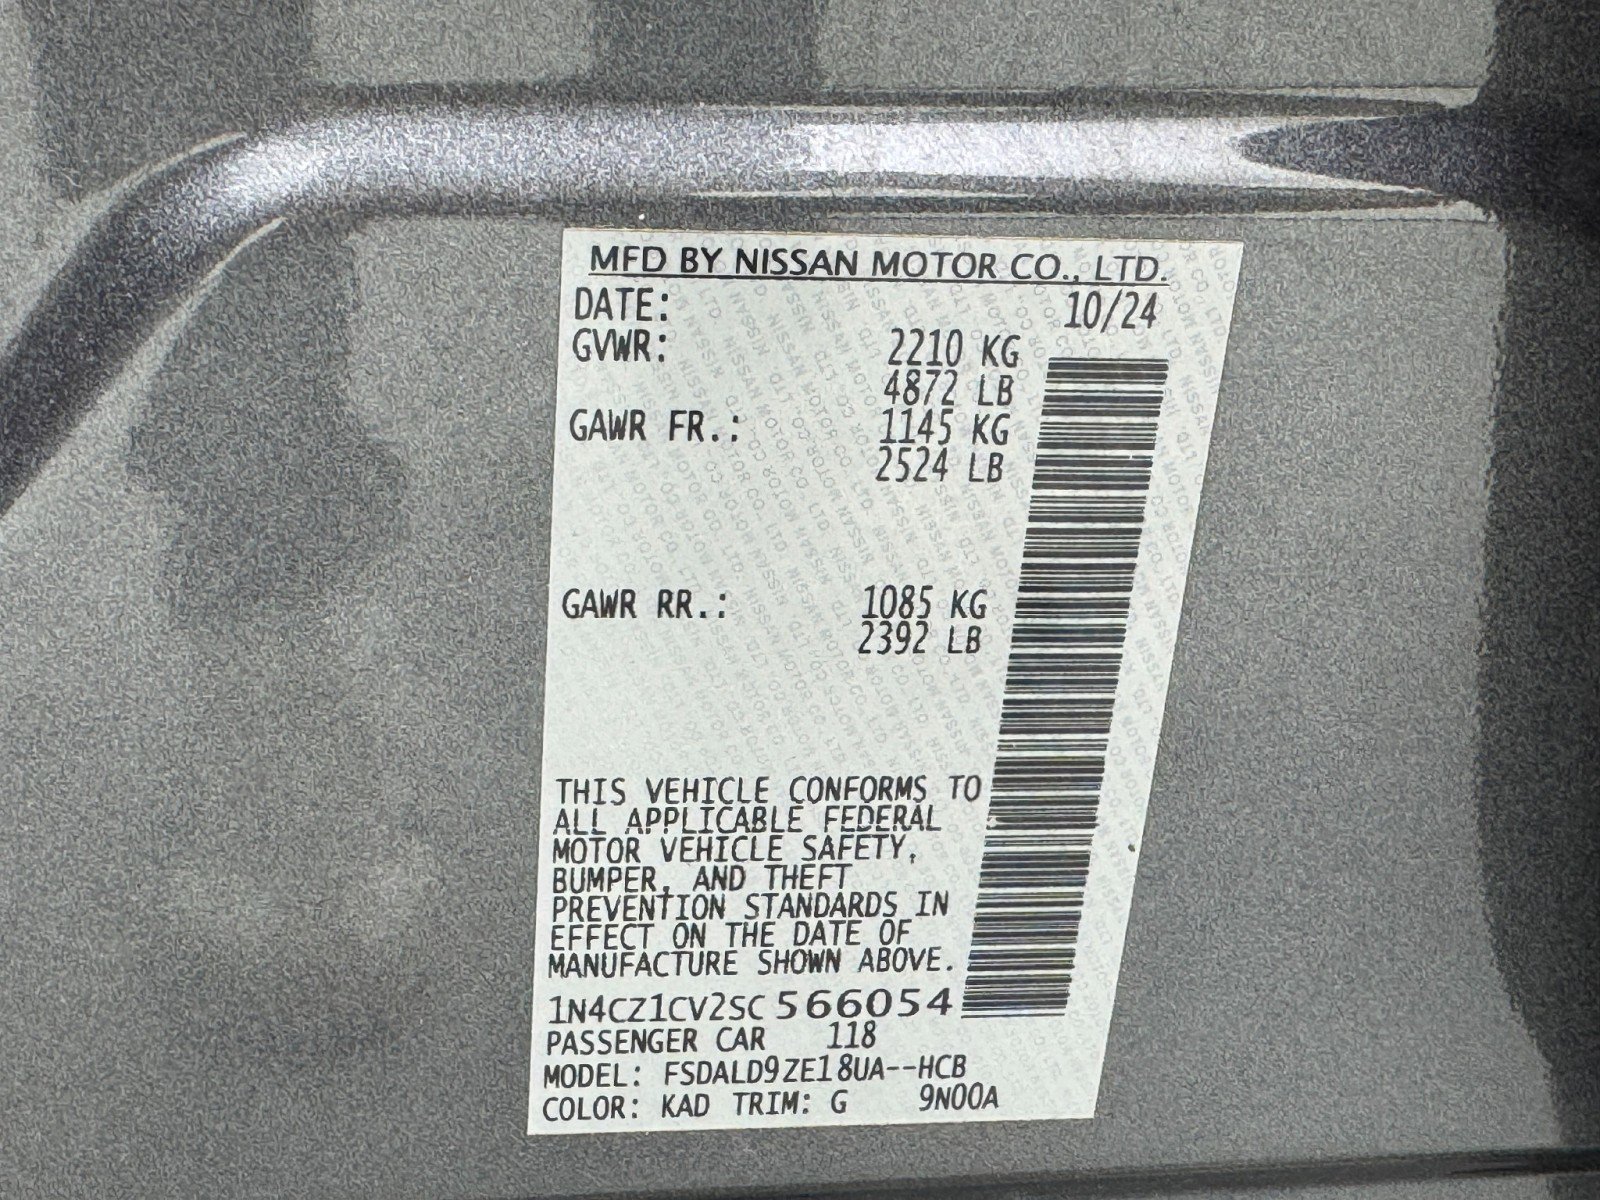 MFD BY NISSAN MOTOR CO., LTD.
DATE: 10/24
GVWR: 2210 KG
4872 LB
GAWR FR.: 1145 KG
2524 LB
GAWR RR.: 1085 KG
2392 LB
THIS VEHICLE CONFORMS TO
ALL APPLICABLE FEDERAL
MOTOR VEHICLE SAFETY,
BUMPER, AND THEFT
PREVENTION STANDARDS IN
EFFECT ON THE DATE OF
MANUFACTURE SHOWN ABOVE.
1N4CZ1CV2SC566054
PASSENGER CAR 118
MODEL: FSDALD9ZE18UA--HCB
COLOR: KAD TRIM: G 9N00A